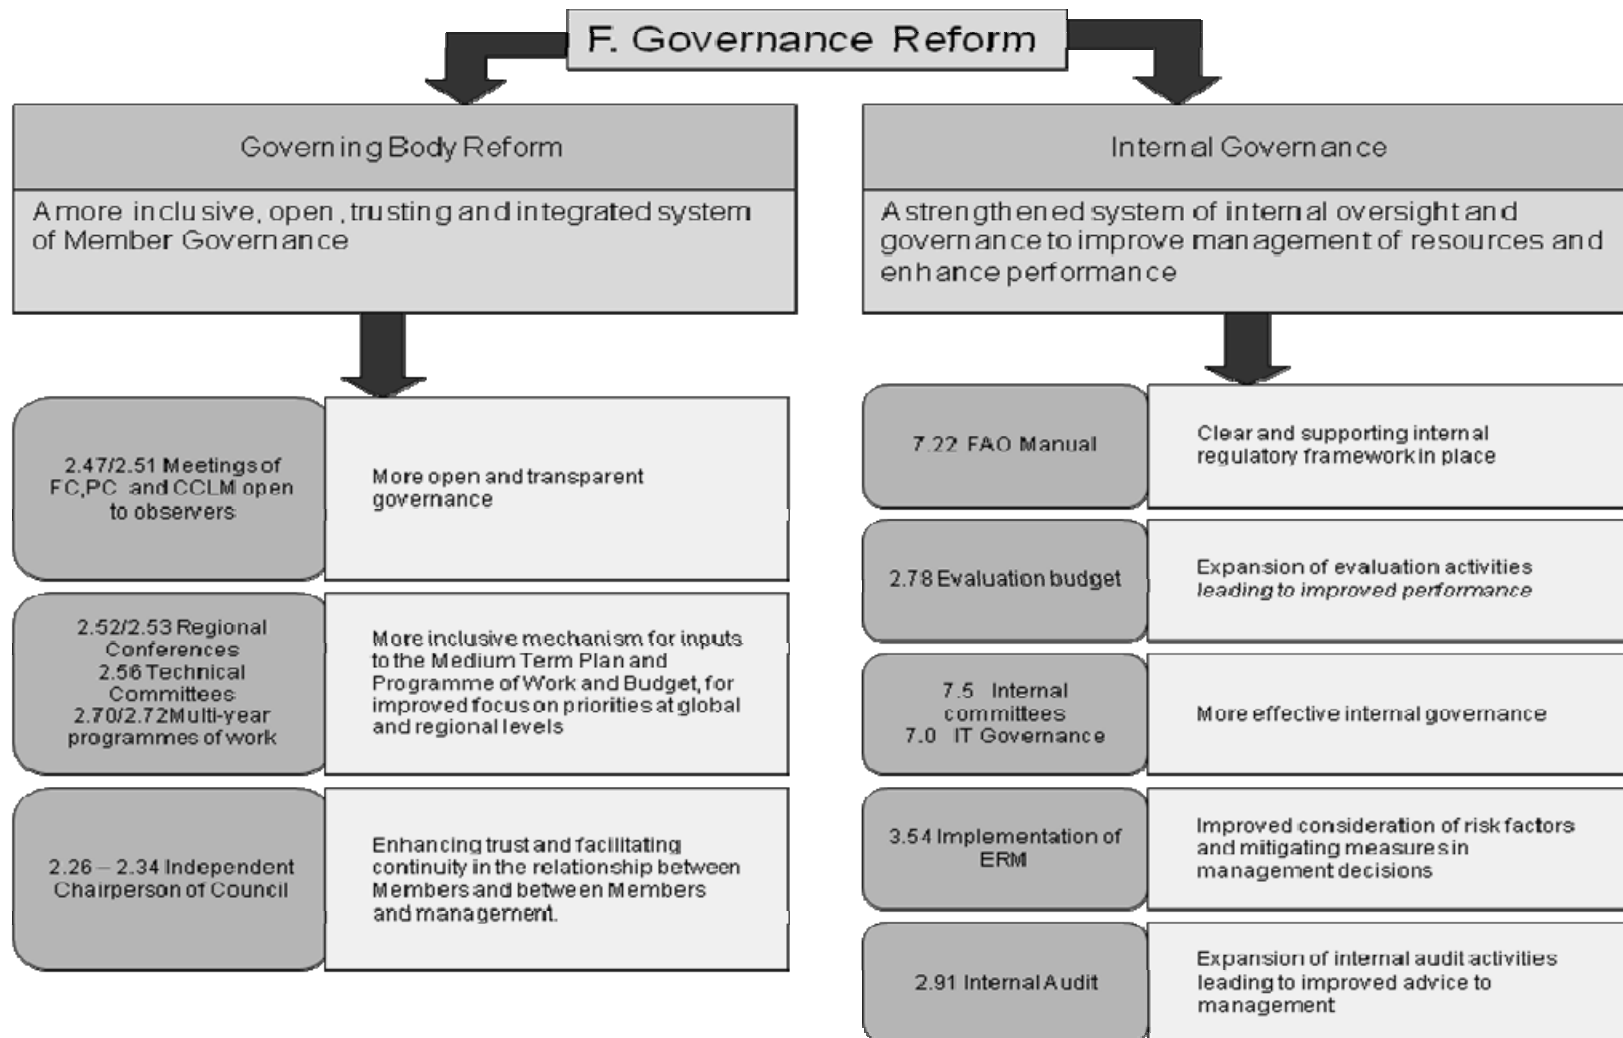 F. Governance Reform
Governing Body Reform
A more inclusive, open, trusting and integrated system
of Member Governance
2.47/2.51 Meetings of
FC,PC and CCLM open
to observers
More open and transparent
governance
2.52/2.53 Regional
Conferences
2.56 Technical
Committees
2.70/2.72 Multi-year
programmes of work
More inclusive mechanism for inputs
to the Medium Term Plan and
Programme of Work and Budget, for
improved focus on priorities at global
and regional levels
2.26 – 2.34 Independent
Chairperson of Council
Enhancing trust and facilitating
continuity in the relationship between
Members and between Members
and management.
Internal Governance
A strengthened system of internal oversight and
governance to improve management of resources and
enhance performance
7.22 FAO Manual
Clear and supporting internal
regulatory framework in place
2.78 Evaluation budget
Expansion of evaluation activities
leading to improved performance
7.5 Internal
committees
7.0 IT Governance
More effective internal governance
3.54 Implementation of
ERM
Improved consideration of risk factors
and mitigating measures in
management decisions
2.91 Internal Audit
Expansion of internal audit activities
leading to improved advice to
management